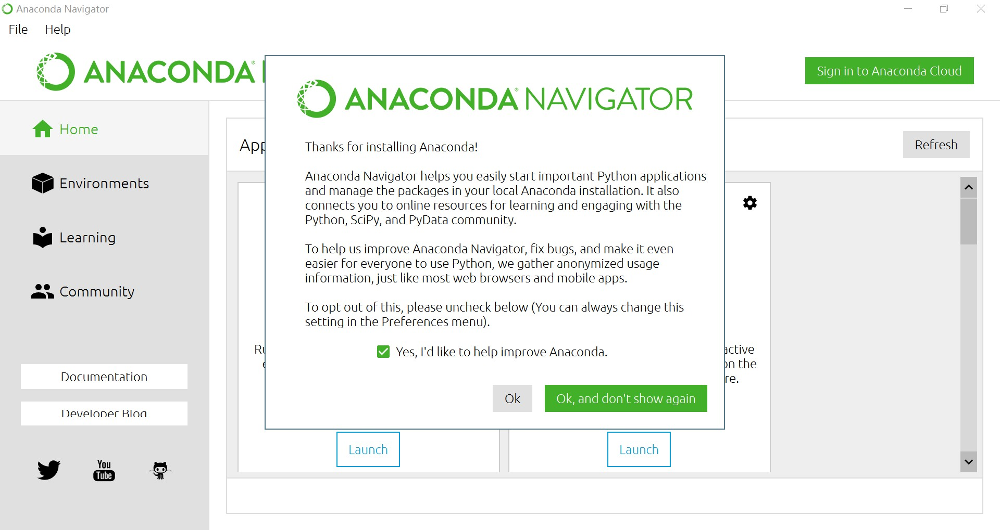 Anaconda Navigator
File Help
ANACONDA®
Sign in to Anaconda Cloud
ANACONDA® NAVIGATOR
Home
Environments
Learning
Community
Documentation
Developer Blog
You
Tube
Refresh
Thanks for installing Anaconda!
Anaconda Navigator helps you easily start important Python applications
and manage the packages in your local Anaconda installation. It also
connects you to online resources for learning and engaging with the
Python, SciPy, and PyData community.
To help us improve Anaconda Navigator, fix bugs, and make it even
easier for everyone to use Python, we gather anonymized usage
information, just like most web browsers and mobile apps.
To opt out of this, please uncheck below (You can always change this
setting in the Preferences menu).
Yes, I'd like to help improve Anaconda.
Ok
Ok, and don't show again
on the
Launch
Launch